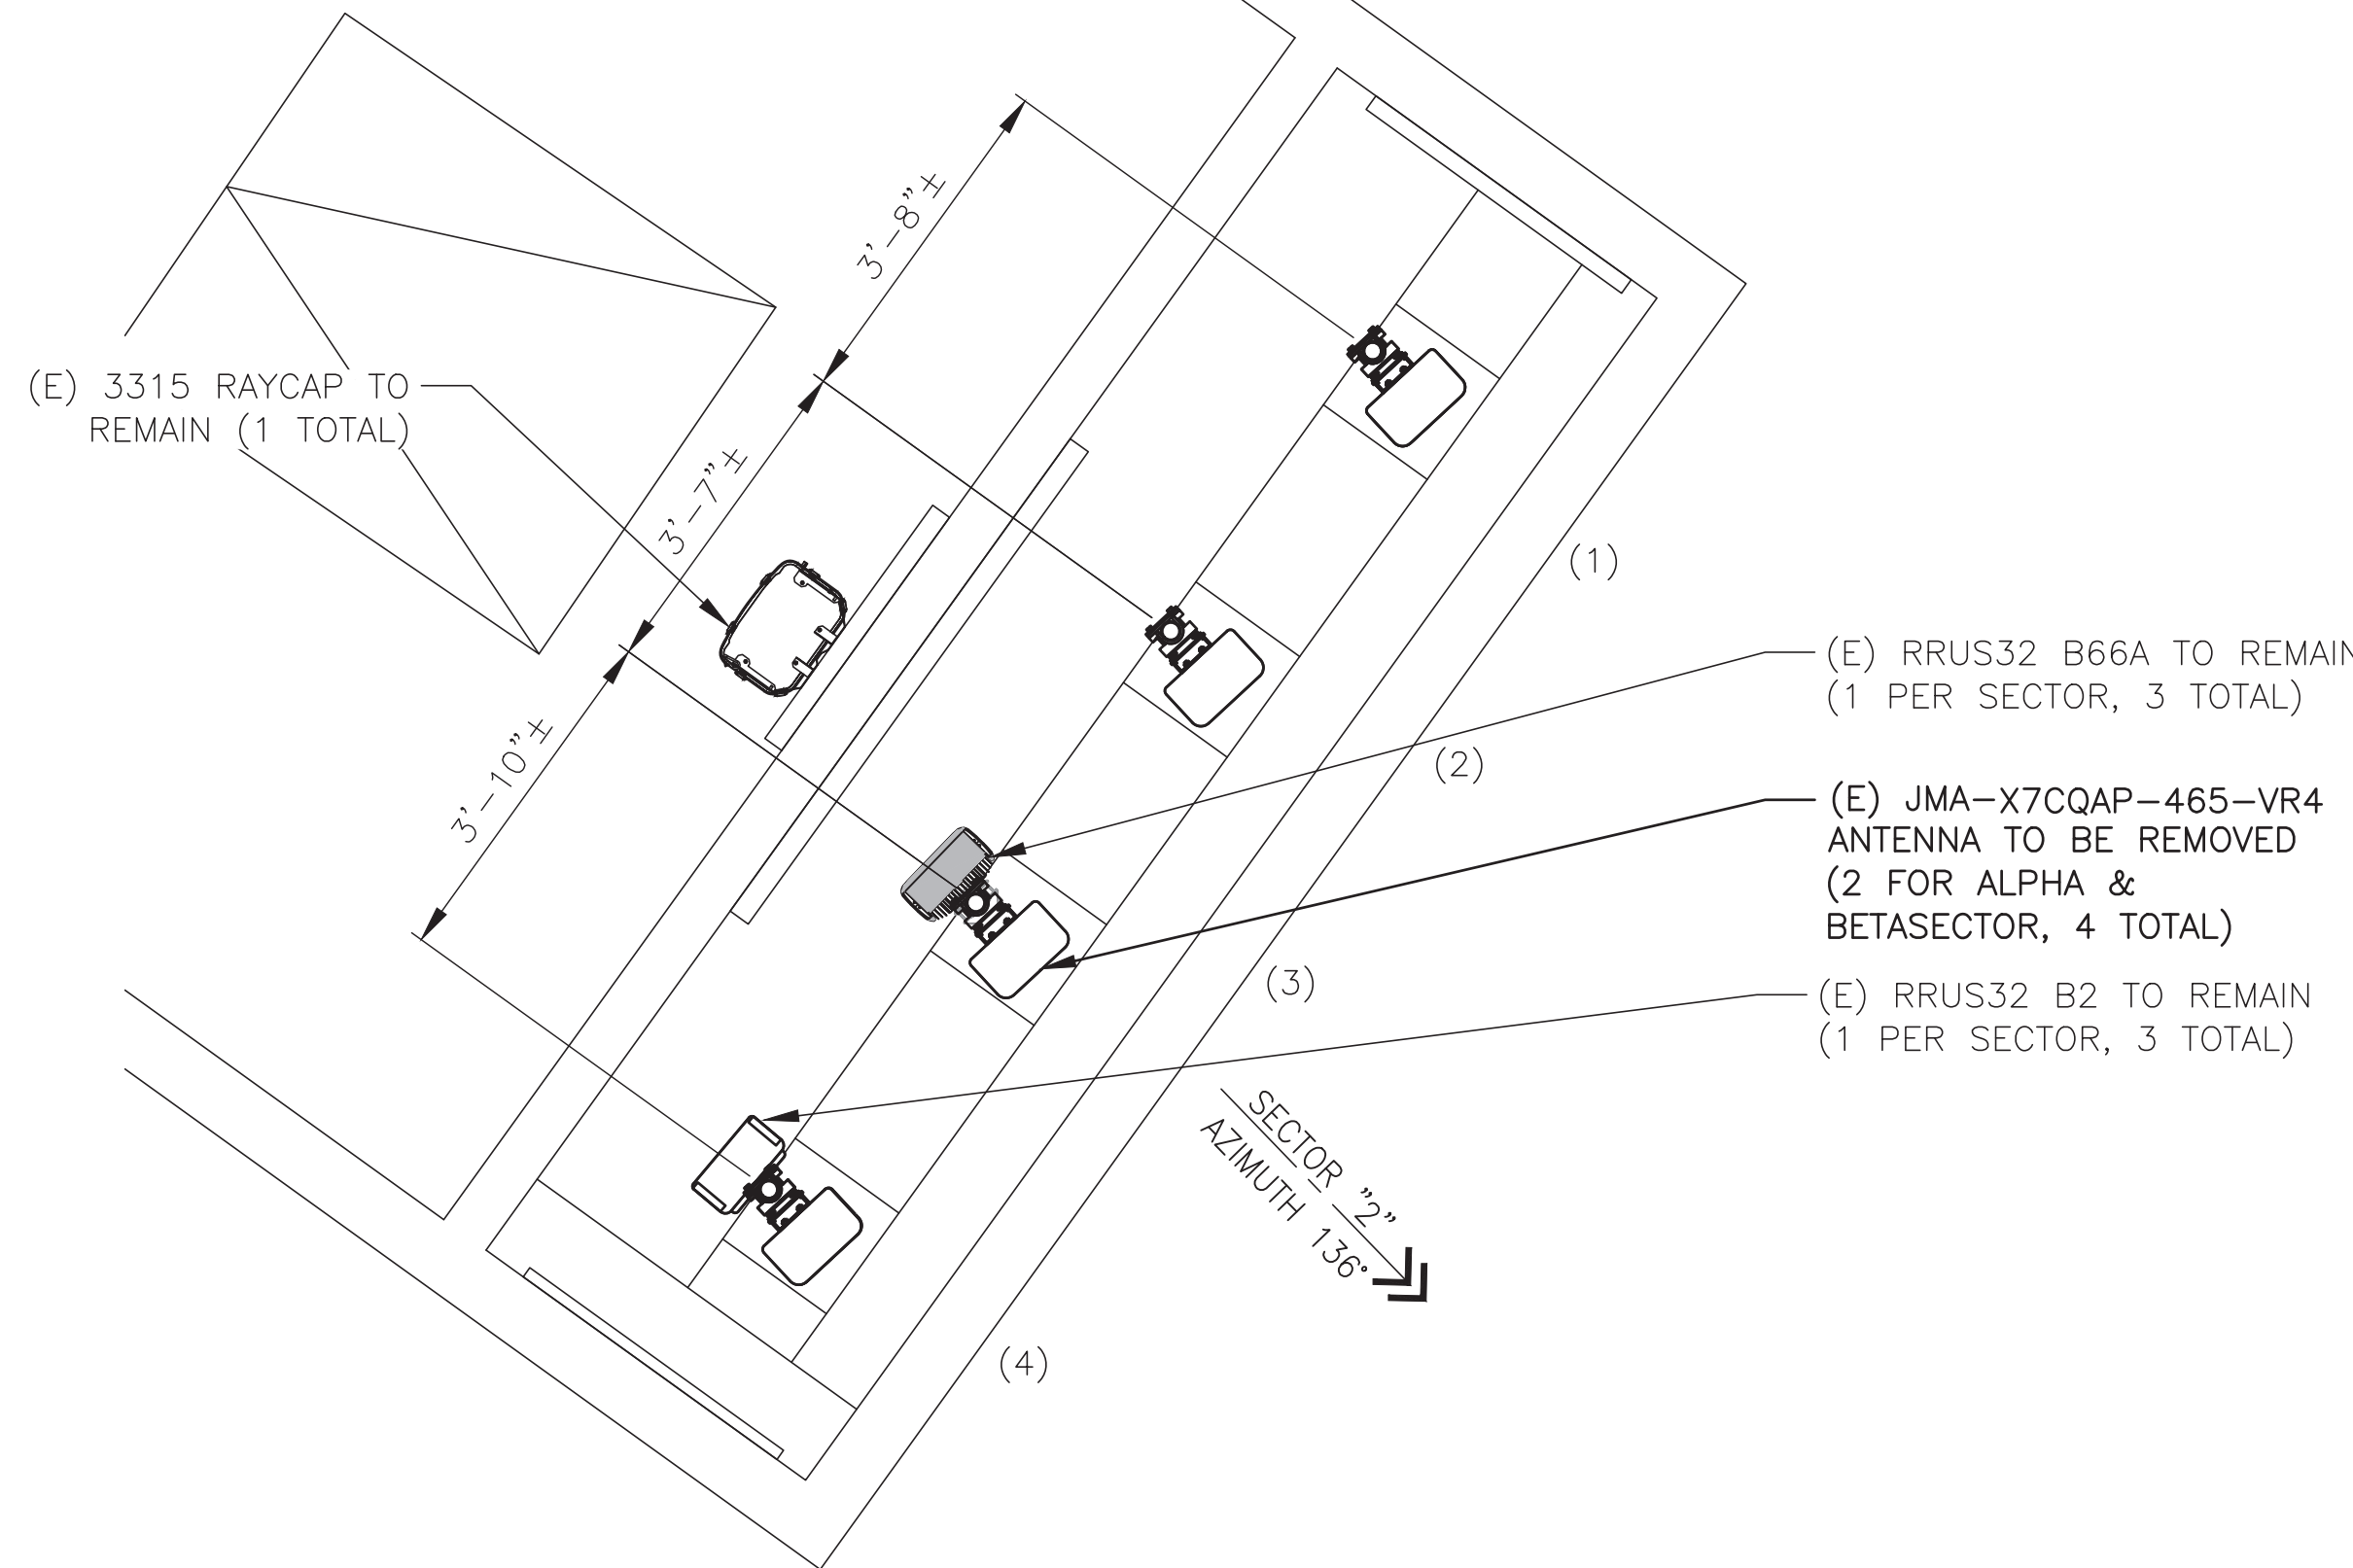 3'-8"±
(E) 3315 RAYCAP TO
REMAIN (1 TOTAL)
3'-7"±
(1)
(E) RRUS32 B66A TO REMAIN
(1 PER SECTOR, 3 TOTAL)
(2)
3'-10"±
(E) JMA-X7CQAP-465-VR4
ANTENNA TO BE REMOVED
(2 FOR ALPHA &
BETASECTOR, 4 TOTAL)
(3)
(E) RRUS32 B2 TO REMAIN
(1 PER SECTOR, 3 TOTAL)
SECTOR "2"
AZIMUTH 136°
(4)